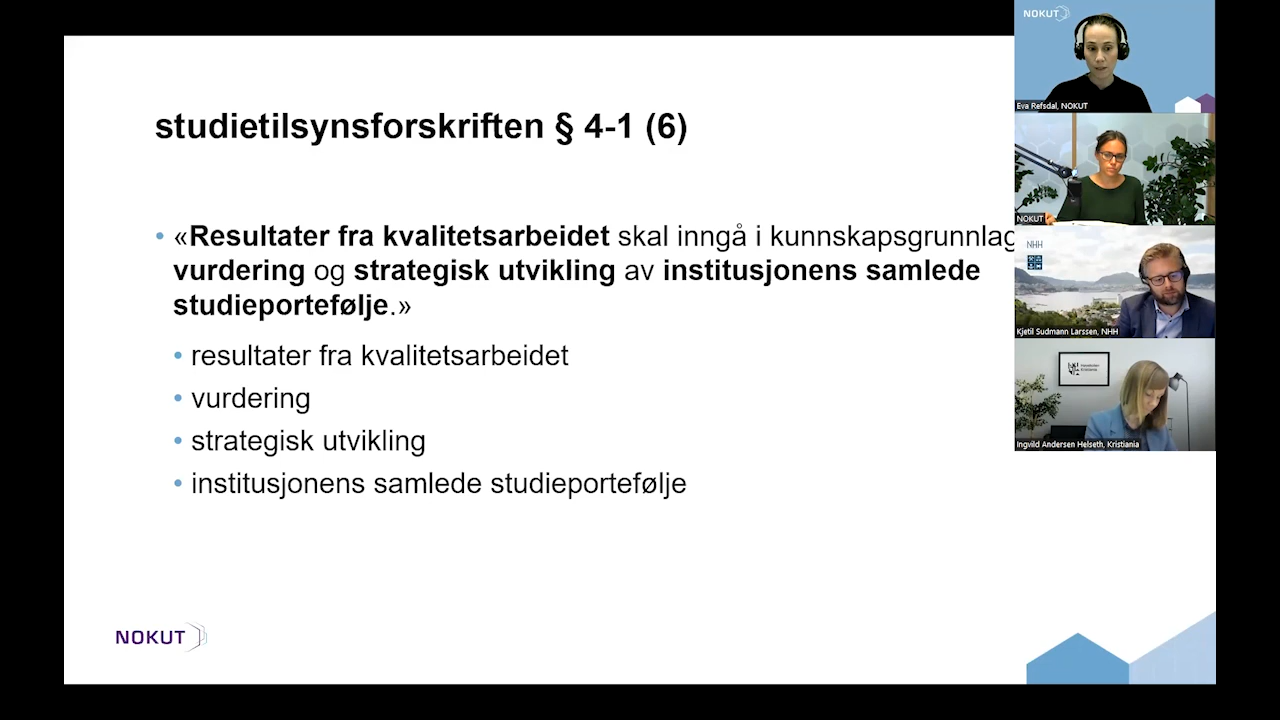 studietilsynsforskriften § 4-1 (6)
• «Resultater fra kvalitetsarbeidet skal inngå i kunnskapsgrunnlag
vurdering og strategisk utvikling av institusjonens samlede
studieportefølje.»
• resultater fra kvalitetsarbeidet
• vurdering
• strategisk utvikling
• institusjonens samlede studieportefølje
NOKUT
NOKUT
Eva Refsdal, NOKUT
NOKUT
NHH
Kjetil Sudmann Larssen, NHH
Ingvild Andersen Helseth, Kristiania